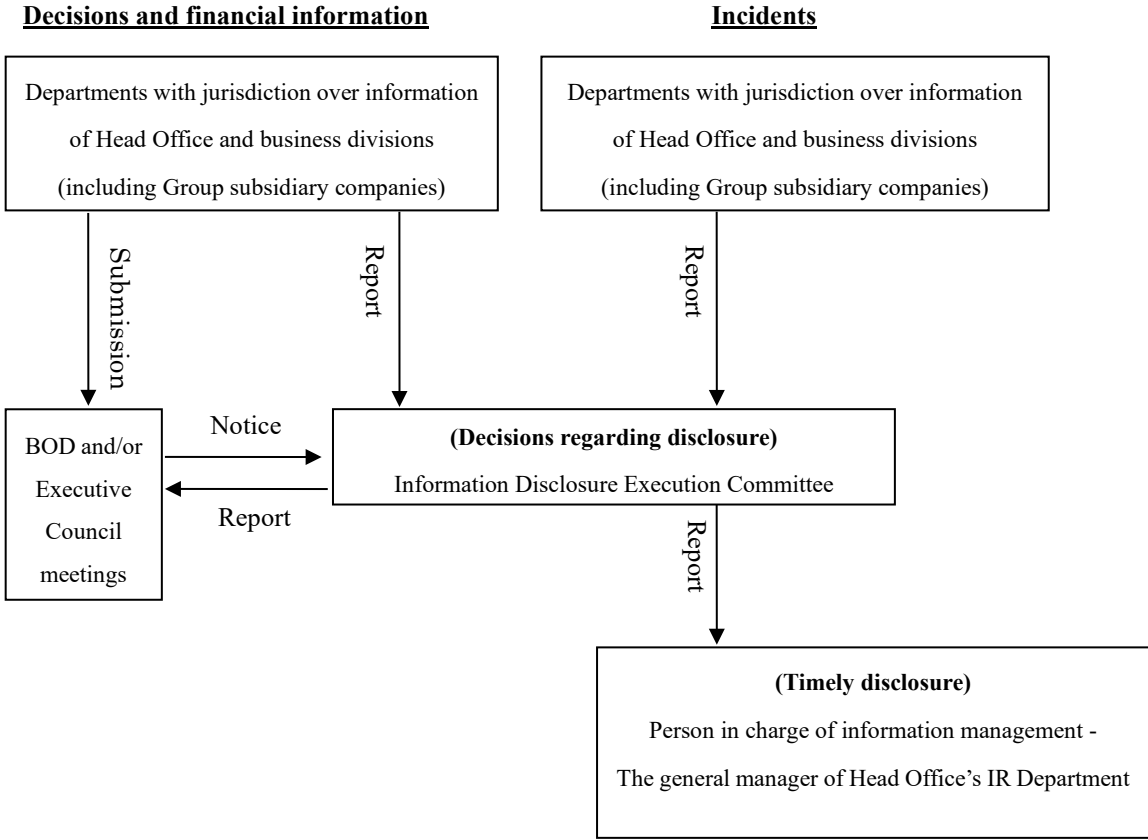 Decisions and financial information
Incidents
Departments with jurisdiction over information
of Head Office and business divisions
(including Group subsidiary companies)
Departments with jurisdiction over information
of Head Office and business divisions
(including Group subsidiary companies)
Submission
Report
Report
BOD and/or
Executive
Council
meetings
Notice
Report
(Decisions regarding disclosure)
Information Disclosure Execution Committee
Report
(Timely disclosure)
Person in charge of information management -
The general manager of Head Office’s IR Department